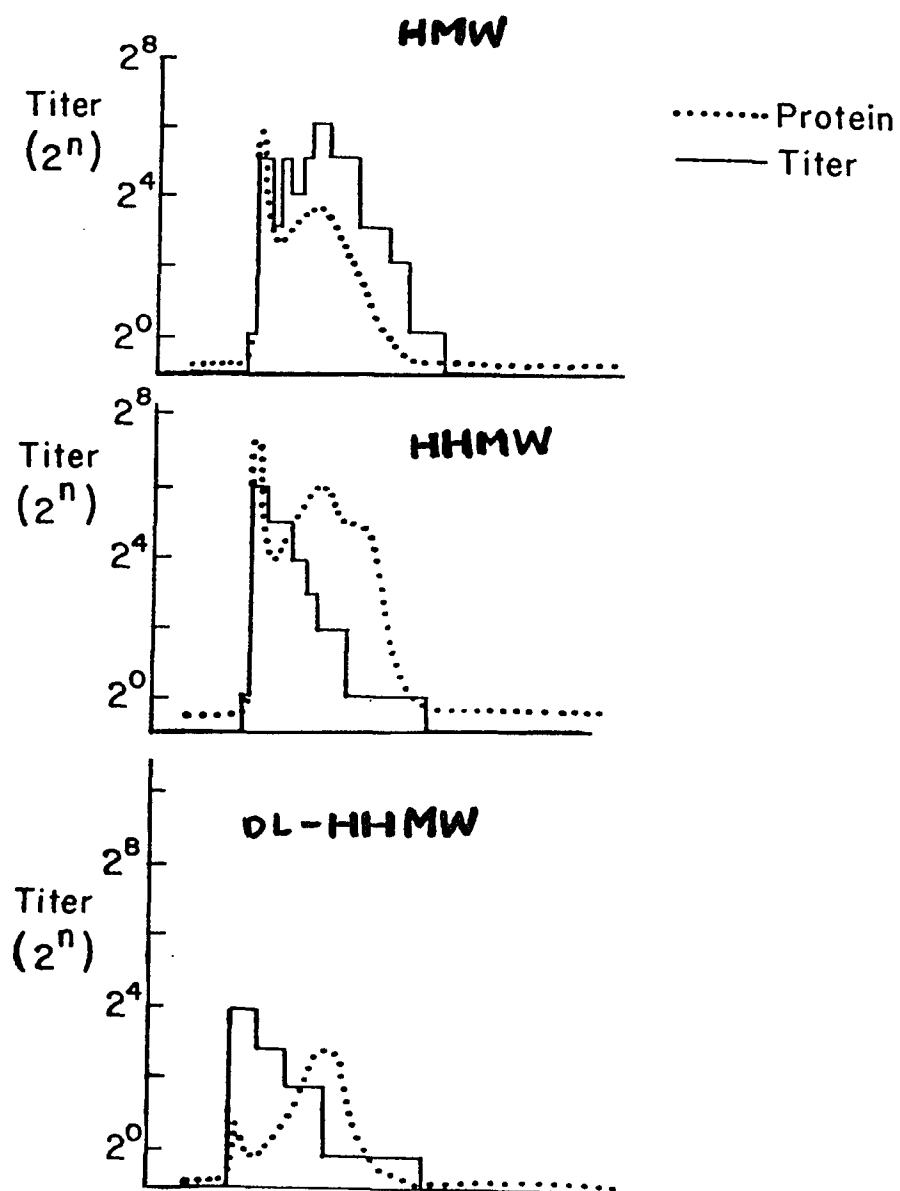 HMW
2⁸
Titer
(2ⁿ)
2⁴
2⁰
Protein
Titer
HHMW
2⁸
Titer
(2ⁿ)
2⁴
2⁰
DL-HHMW
2⁸
Titer
(2ⁿ)
2⁴
2⁰